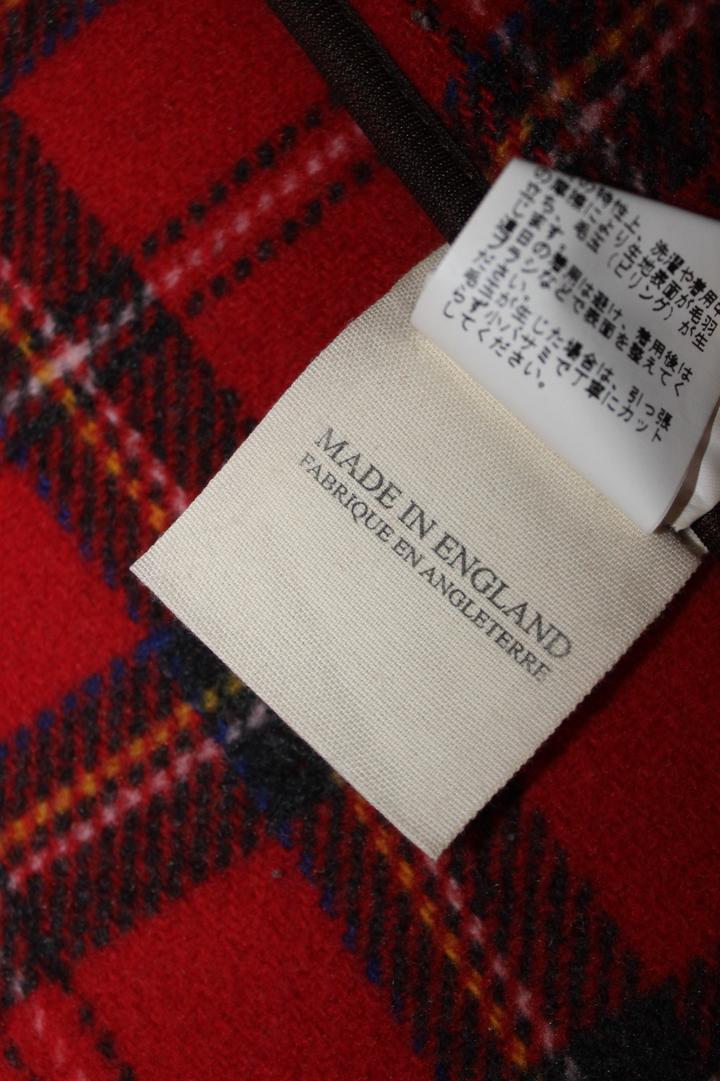 の特性上、洗濯や着用中
の摩擦により生地表面が毛羽
立ち、毛玉（ピリング）が生
じます。
連日の着用は避け、着用後は
ブラシなどで表面を整えてく
ださい。
毛玉が生じた場合は、引っ張
らず小ハサミで丁寧にカット
してください。
MADE IN ENGLAND
FABRIQUE EN ANGLETERRE